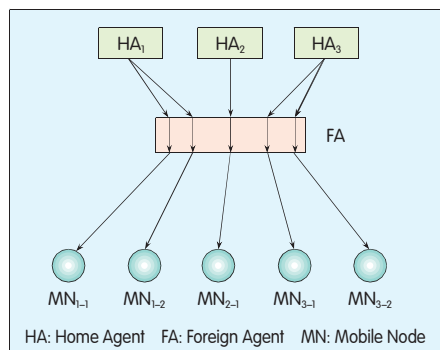 HA₁ HA₂ HA₃
FA
MN₁₋₁ MN₁₋₂ MN₂₋₁ MN₃₋₁ MN₃₋₂
HA: Home Agent FA: Foreign Agent MN: Mobile Node